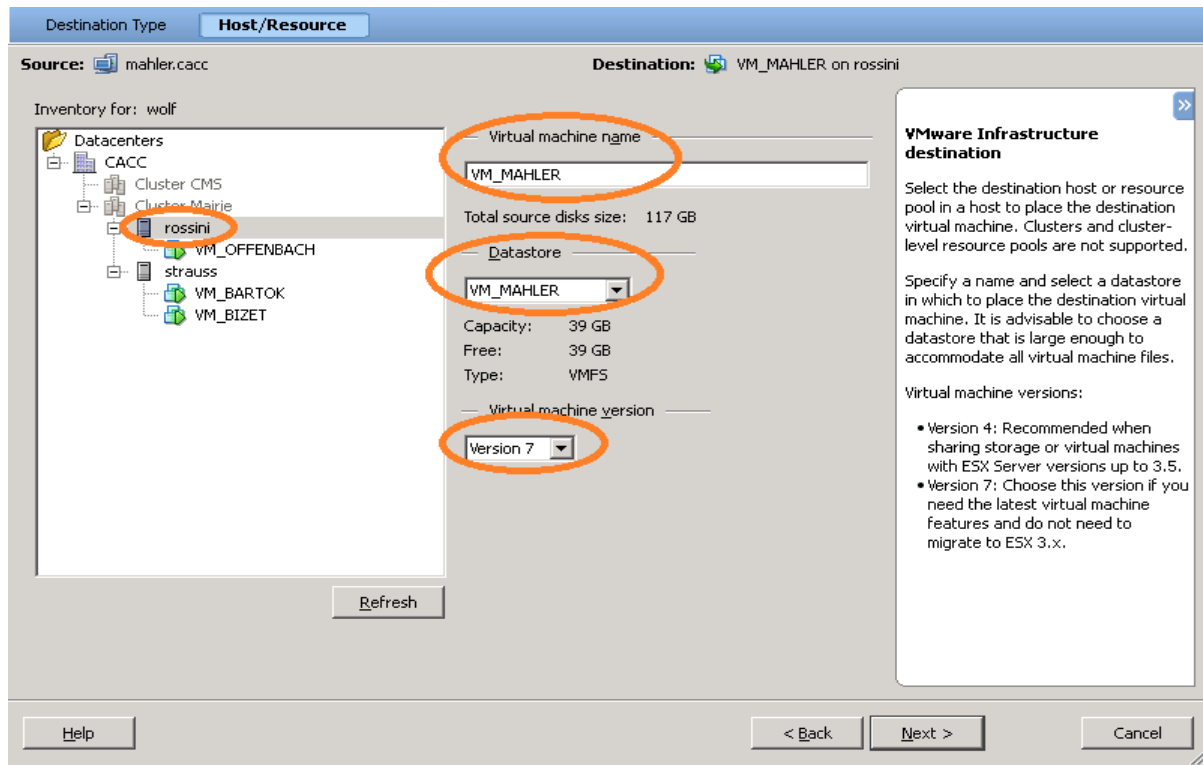 Destination Type Host/Resource
Source: mahler.cacc Destination: VM_MAHLER on rossini
Inventory for: wolf
Datacenters
CACC
Cluster CMS
Cluster Mairie
rossini
VM_OFFENBACH
strauss
VM_BARTOK
VM_BIZET
Refresh
Virtual machine name
VM_MAHLER
Total source disks size: 117 GB
Datastore
VM_MAHLER
Capacity: 39 GB
Free: 39 GB
Type: VMFS
Virtual machine version
Version 7
VMware Infrastructure
destination
Select the destination host or resource
pool in a host to place the destination
virtual machine. Clusters and cluster-
level resource pools are not supported.
Specify a name and select a datastore
in which to place the destination virtual
machine. It is advisable to choose a
datastore that is large enough to
accommodate all virtual machine files.
Virtual machine versions:
• Version 4: Recommended when
sharing storage or virtual machines
with ESX Server versions up to 3.5.
• Version 7: Choose this version if you
need the latest virtual machine
features and do not need to
migrate to ESX 3.x.
Help < Back Next > Cancel